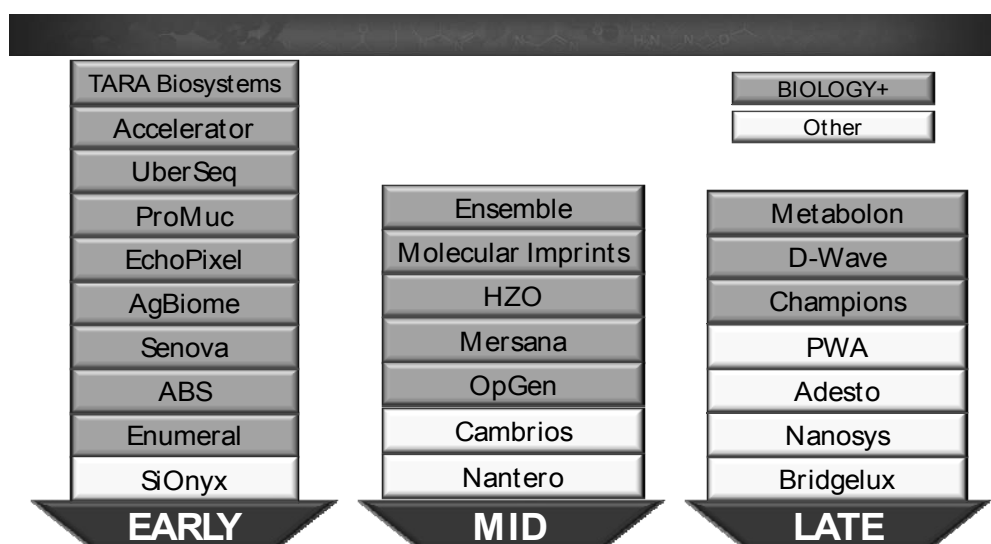 TARA Biosystems
Accelerator
UberSeq
ProMuc
EchoPixel
AgBiome
Senova
ABS
Enumeral
SiOnyx
EARLY
Ensemble
Molecular Imprints
HZO
Mersana
OpGen
Cambrios
Nantero
MID
BIOLOGY+
Other
Metabolon
D-Wave
Champions
PWA
Adesto
Nanosys
Bridgelux
LATE